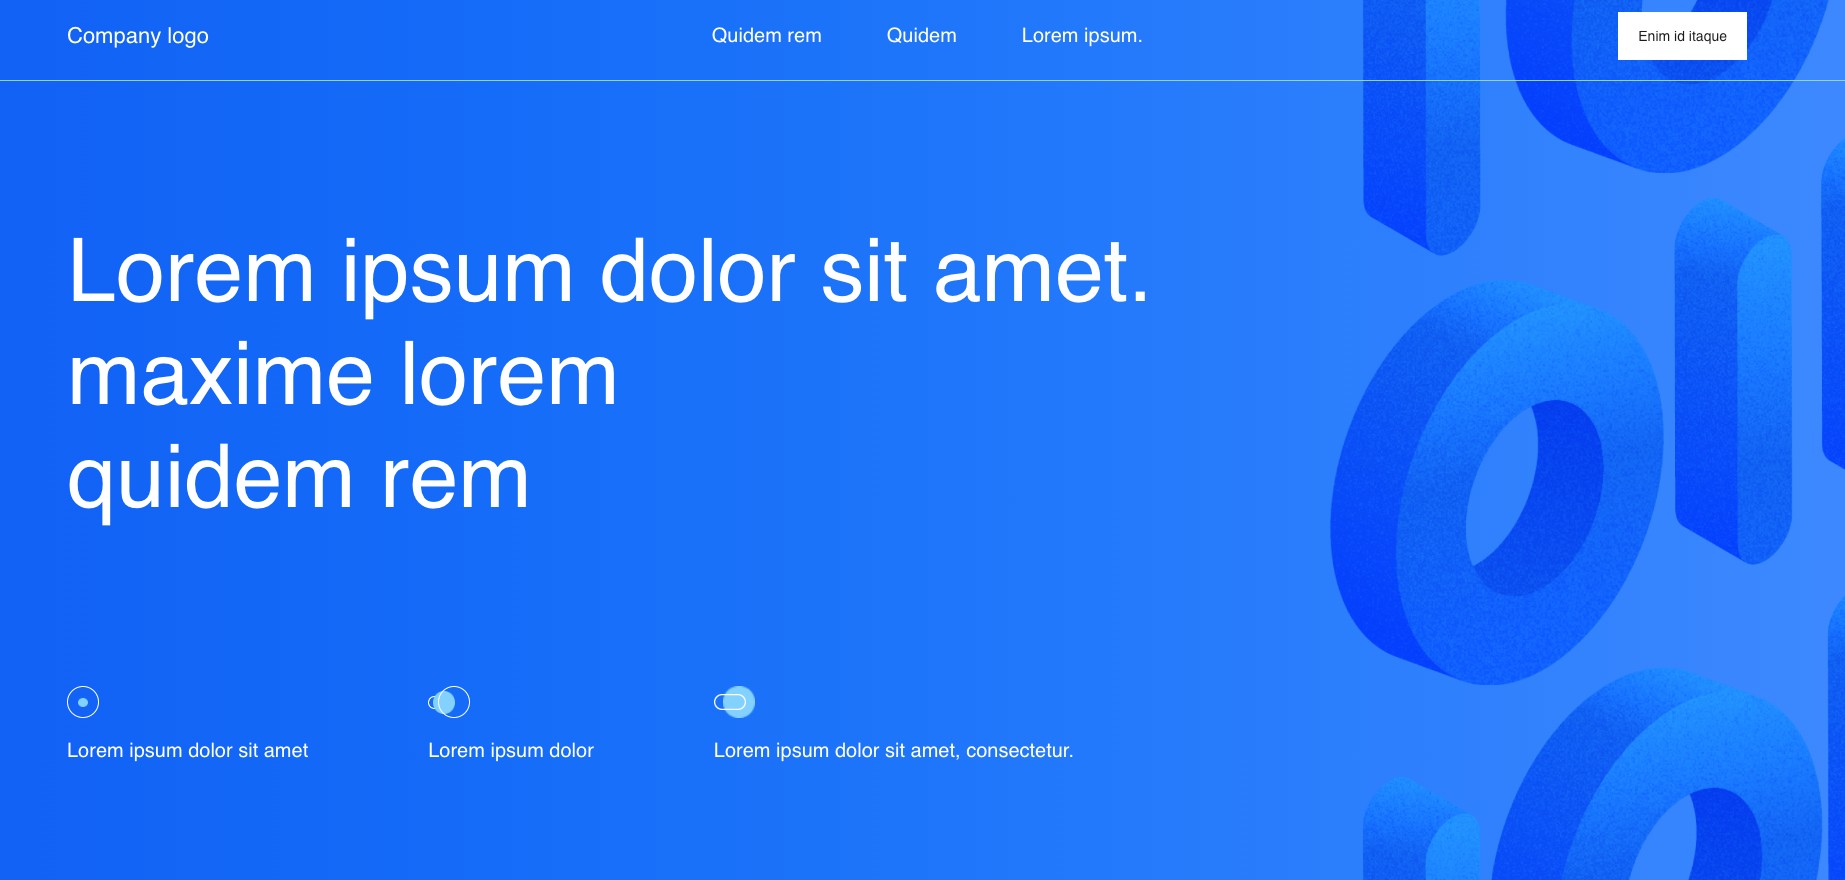 Company logo
Quidem rem
Quidem
Lorem ipsum.
Enim id itaque
Lorem ipsum dolor sit amet.
maxime lorem
quidem rem
Lorem ipsum dolor sit amet
Lorem ipsum dolor
Lorem ipsum dolor sit amet, consectetur.